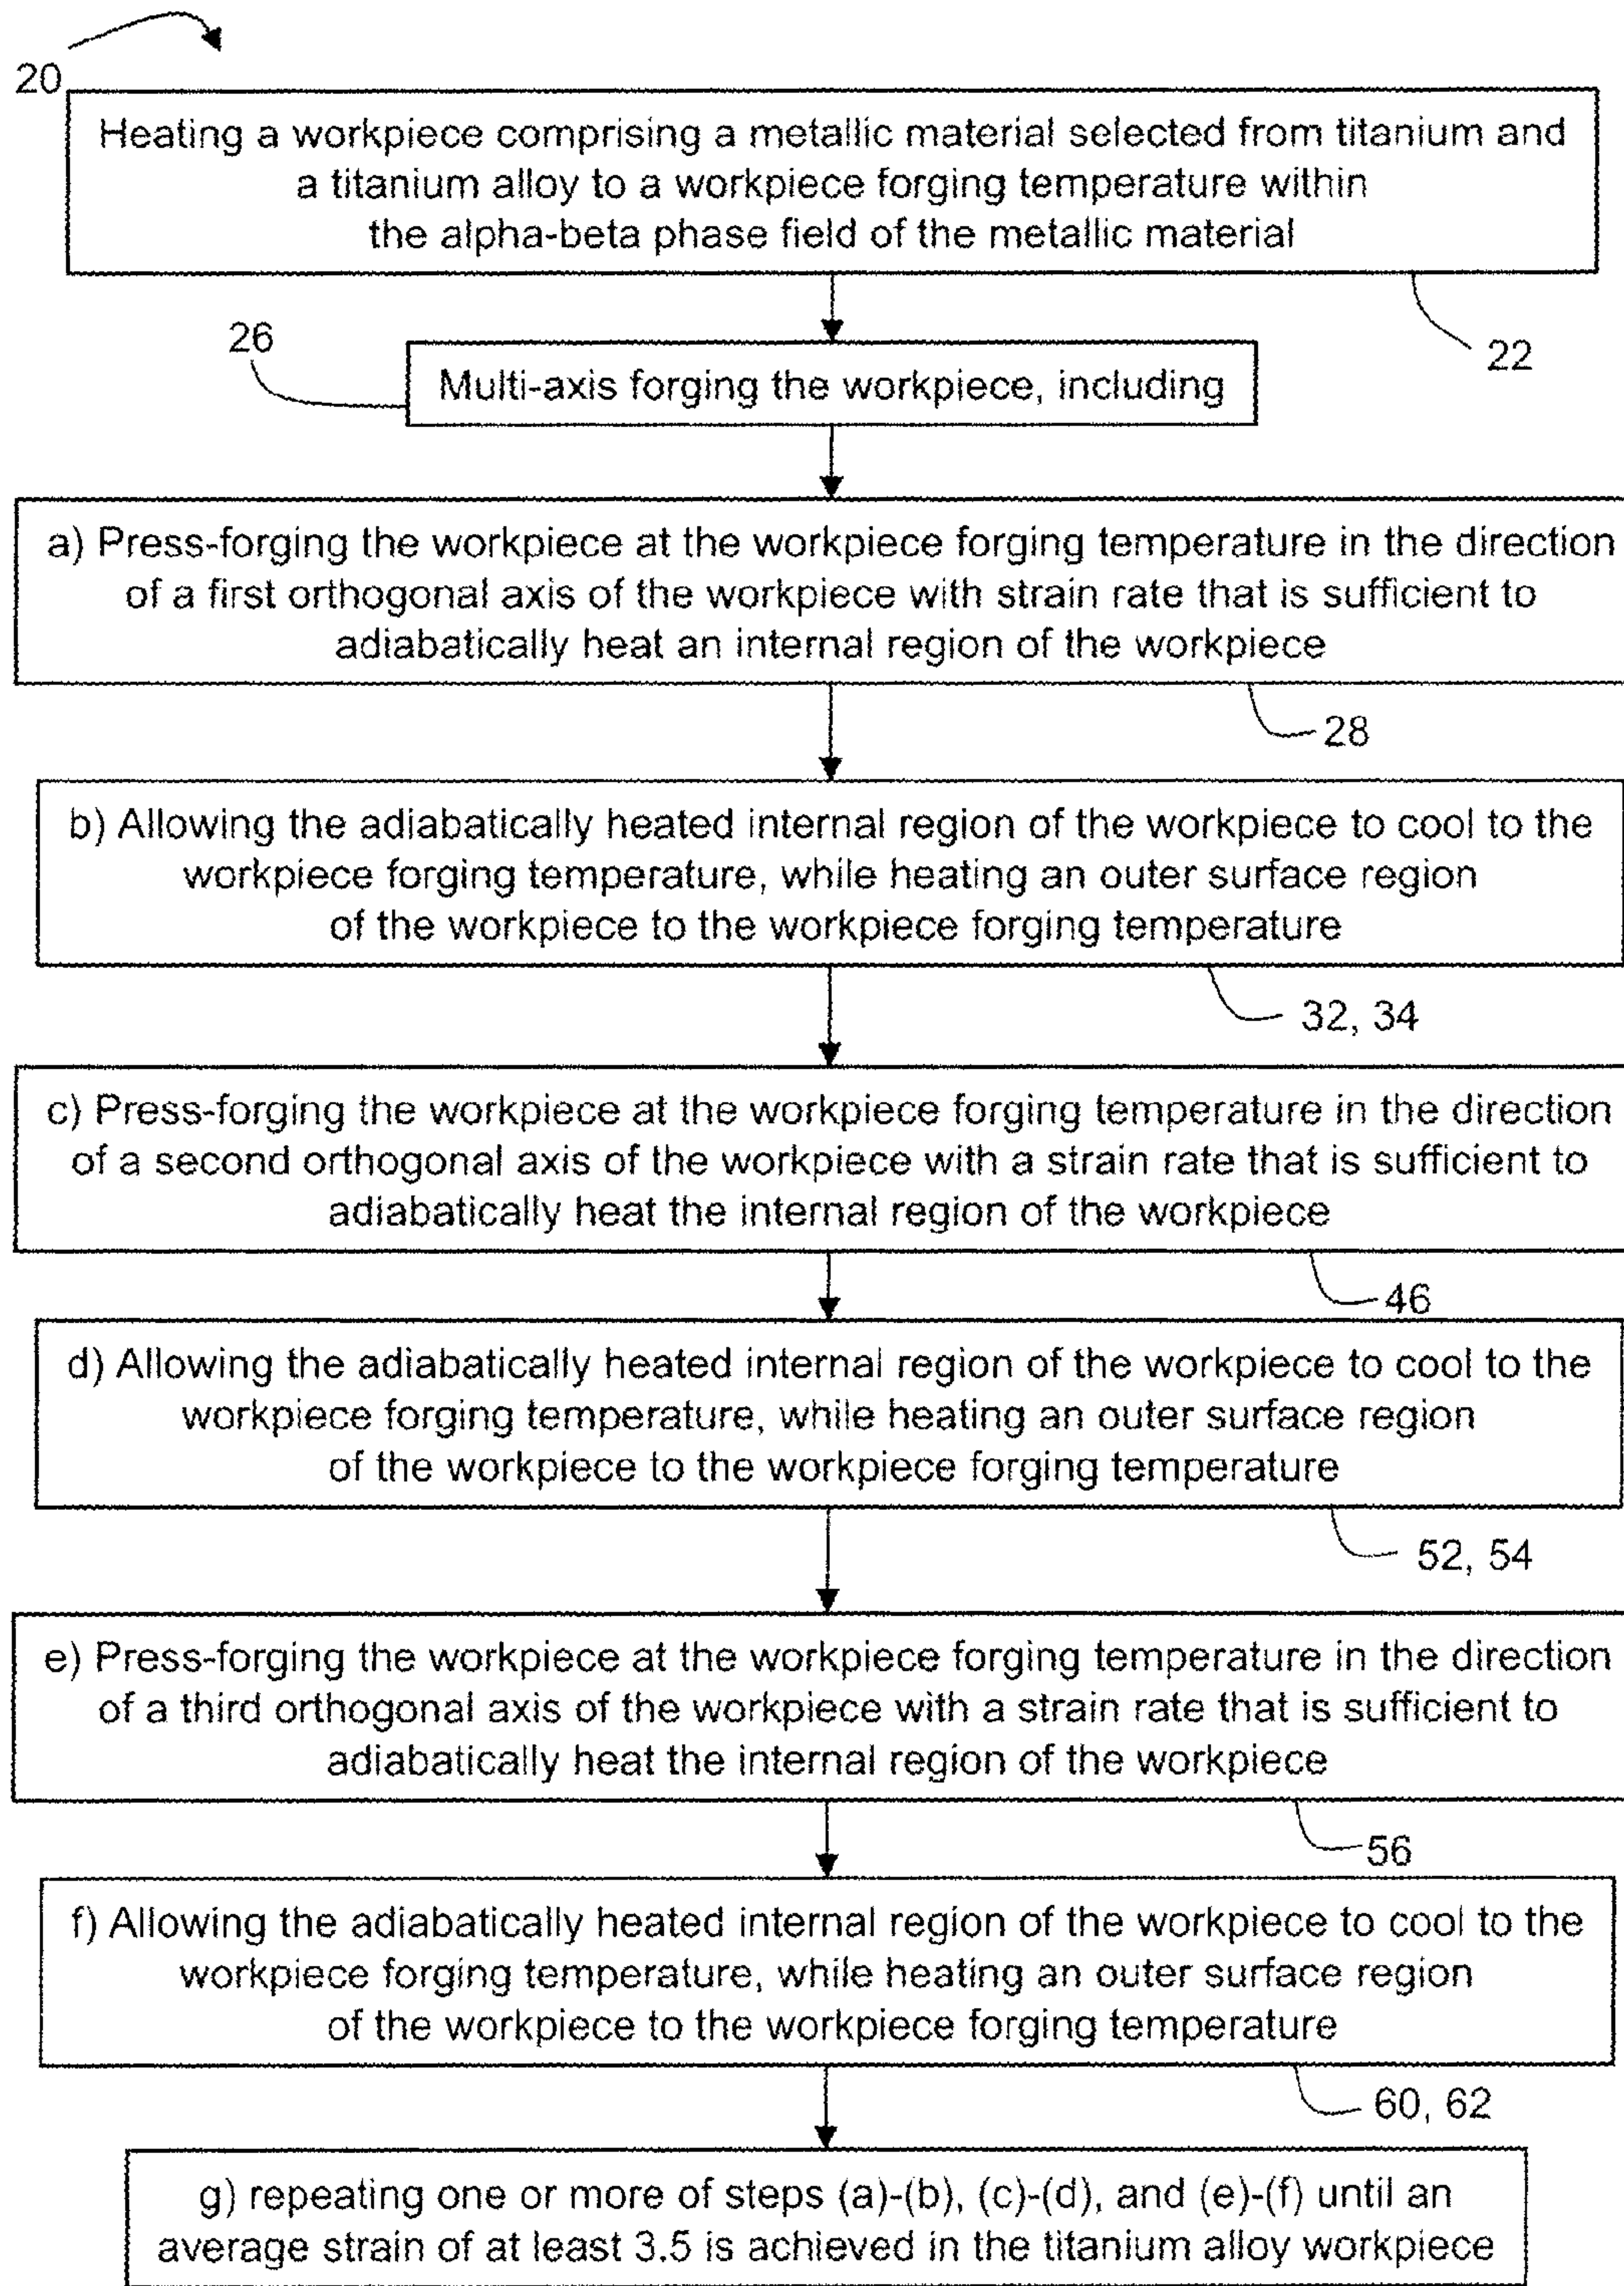 20
Heating a workpiece comprising a metallic material selected from titanium and
a titanium alloy to a workpiece forging temperature within
the alpha-beta phase field of the metallic material
22
26
Multi-axis forging the workpiece, including
a) Press-forging the workpiece at the workpiece forging temperature in the direction
of a first orthogonal axis of the workpiece with strain rate that is sufficient to
adiabatically heat an internal region of the workpiece
28
b) Allowing the adiabatically heated internal region of the workpiece to cool to the
workpiece forging temperature, while heating an outer surface region
of the workpiece to the workpiece forging temperature
32, 34
c) Press-forging the workpiece at the workpiece forging temperature in the direction
of a second orthogonal axis of the workpiece with a strain rate that is sufficient to
adiabatically heat the internal region of the workpiece
46
d) Allowing the adiabatically heated internal region of the workpiece to cool to the
workpiece forging temperature, while heating an outer surface region
of the workpiece to the workpiece forging temperature
52, 54
e) Press-forging the workpiece at the workpiece forging temperature in the direction
of a third orthogonal axis of the workpiece with a strain rate that is sufficient to
adiabatically heat the internal region of the workpiece
56
f) Allowing the adiabatically heated internal region of the workpiece to cool to the
workpiece forging temperature, while heating an outer surface region
of the workpiece to the workpiece forging temperature
60, 62
g) repeating one or more of steps (a)-(b), (c)-(d), and (e)-(f) until an
average strain of at least 3.5 is achieved in the titanium alloy workpiece